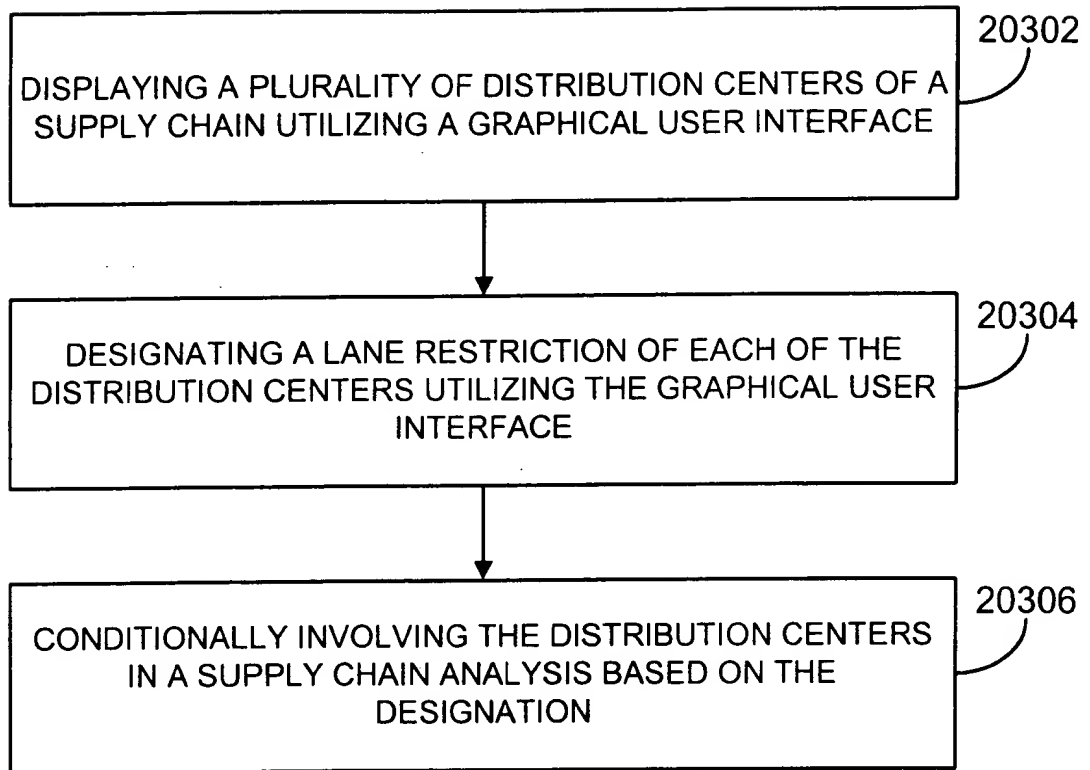 20302
DISPLAYING A PLURALITY OF DISTRIBUTION CENTERS OF A
SUPPLY CHAIN UTILIZING A GRAPHICAL USER INTERFACE
20304
DESIGNATING A LANE RESTRICTION OF EACH OF THE
DISTRIBUTION CENTERS UTILIZING THE GRAPHICAL USER
INTERFACE
20306
CONDITIONALLY INVOLVING THE DISTRIBUTION CENTERS
IN A SUPPLY CHAIN ANALYSIS BASED ON THE
DESIGNATION